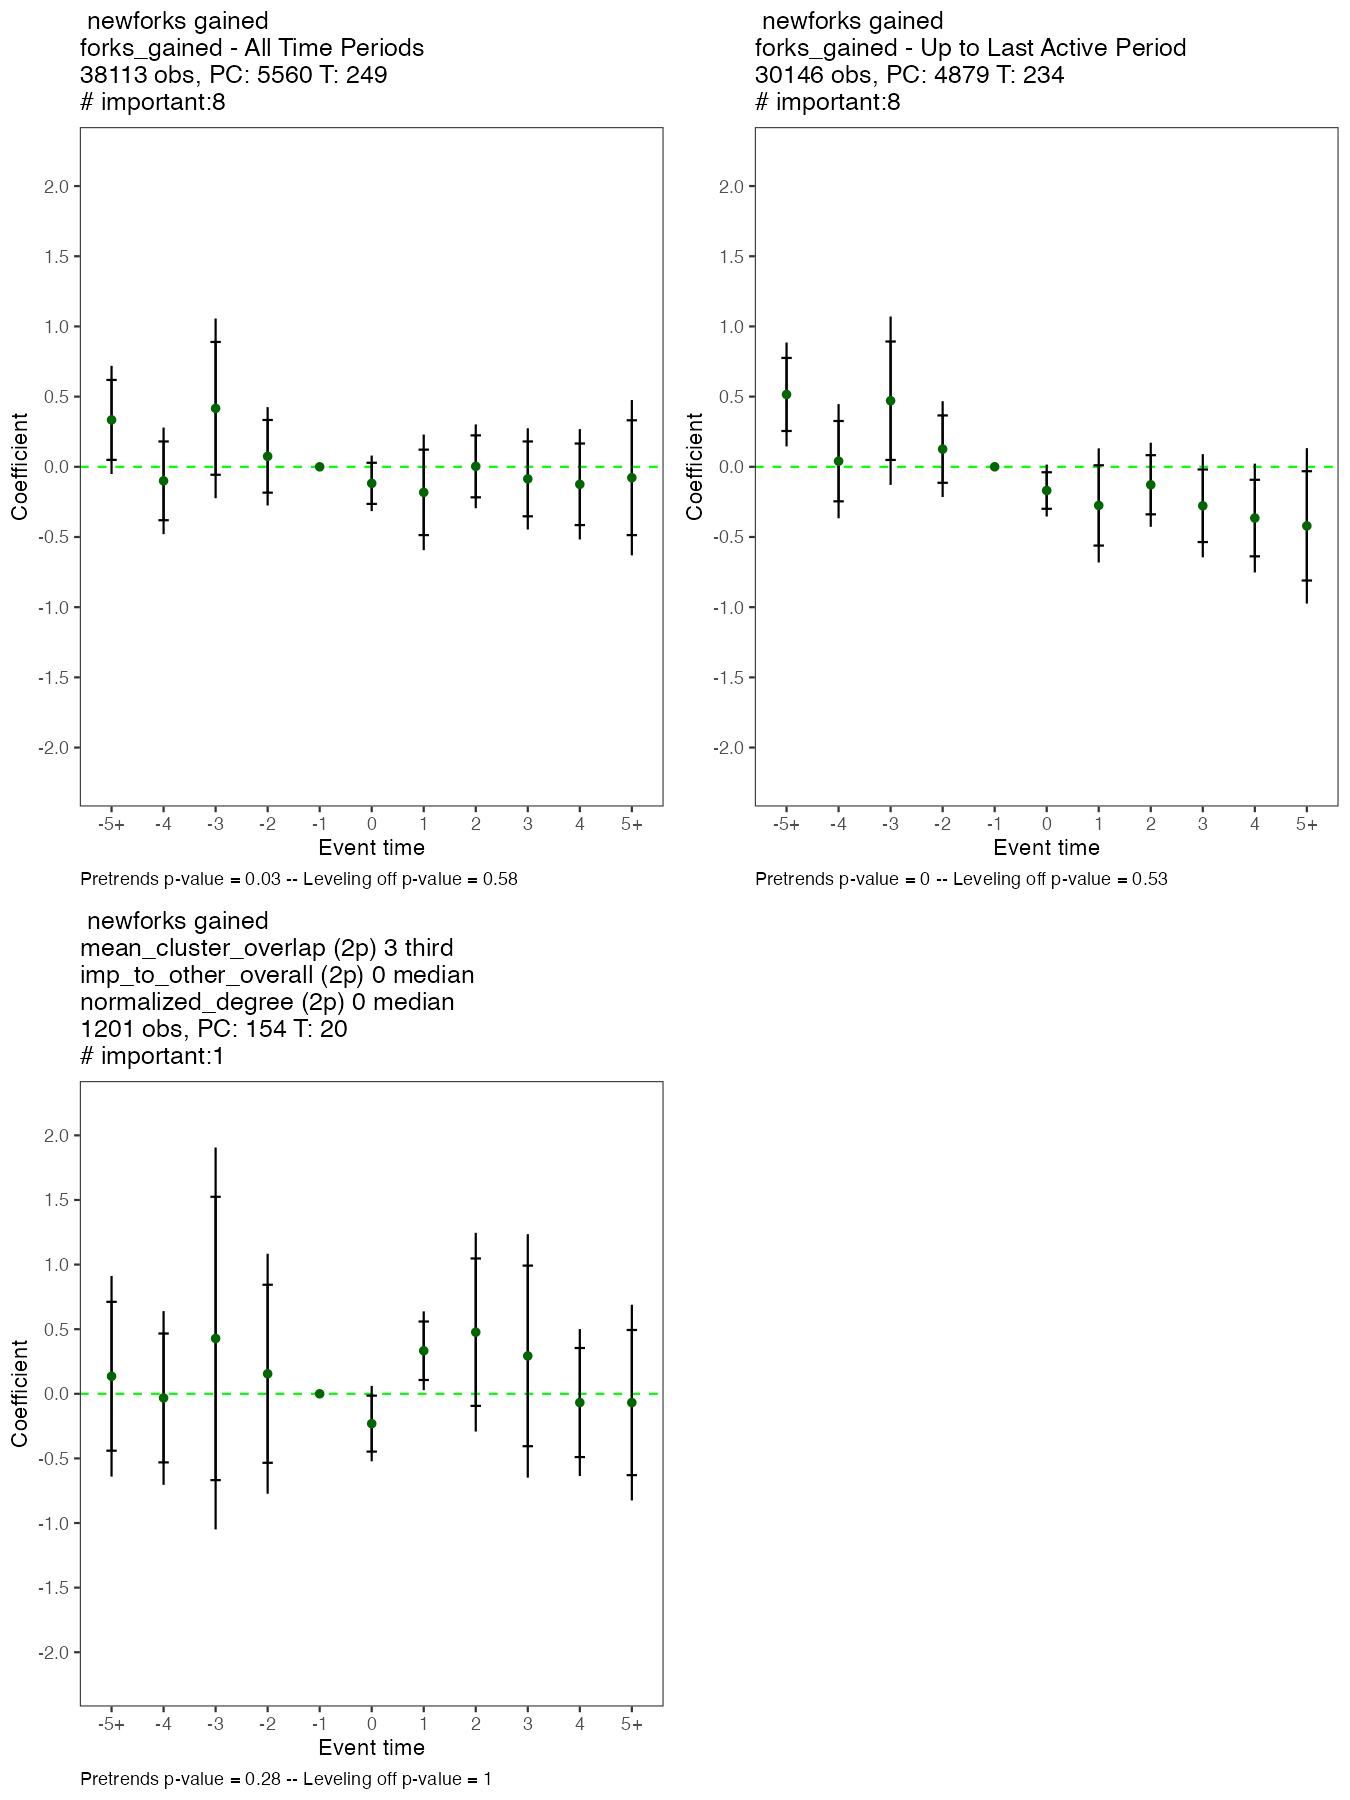 newforks gained
forks_gained - All Time Periods
38113 obs, PC: 5560 T: 249
# important:8
2.0
1.5
1.0
0.5
0.0
-0.5
-1.0
-1.5
-2.0
Coefficient
-5+ -4 -3 -2 -1 0 1 2 3 4 5+
Event time
Pretrends p-value = 0.03 -- Leveling off p-value = 0.58
newforks gained
forks_gained - Up to Last Active Period
30146 obs, PC: 4879 T: 234
# important:8
2.0
1.5
1.0
0.5
0.0
-0.5
-1.0
-1.5
-2.0
Coefficient
-5+ -4 -3 -2 -1 0 1 2 3 4 5+
Event time
Pretrends p-value = 0 -- Leveling off p-value = 0.53
newforks gained
mean_cluster_overlap (2p) 3 third
imp_to_other_overall (2p) 0 median
normalized_degree (2p) 0 median
1201 obs, PC: 154 T: 20
# important:1
2.0
1.5
1.0
0.5
0.0
-0.5
-1.0
-1.5
-2.0
Coefficient
-5+ -4 -3 -2 -1 0 1 2 3 4 5+
Event time
Pretrends p-value = 0.28 -- Leveling off p-value = 1